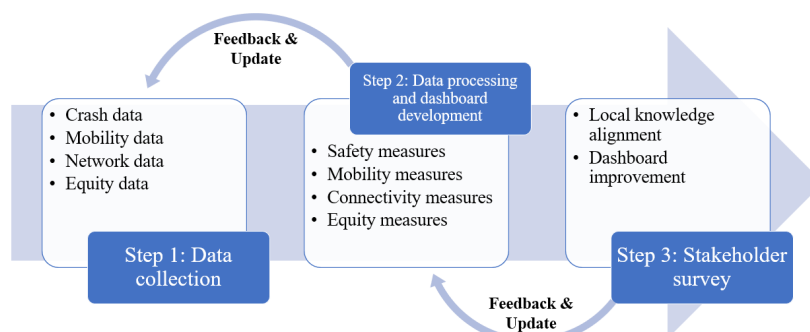 Feedback &
Update
• Crash data
• Mobility data
• Network data
• Equity data
Step 1: Data
collection
Step 2: Data processing
and dashboard
development
• Safety measures
• Mobility measures
• Connectivity measures
• Equity measures
• Local knowledge
alignment
• Dashboard
improvement
Step 3: Stakeholder
survey
Feedback &
Update